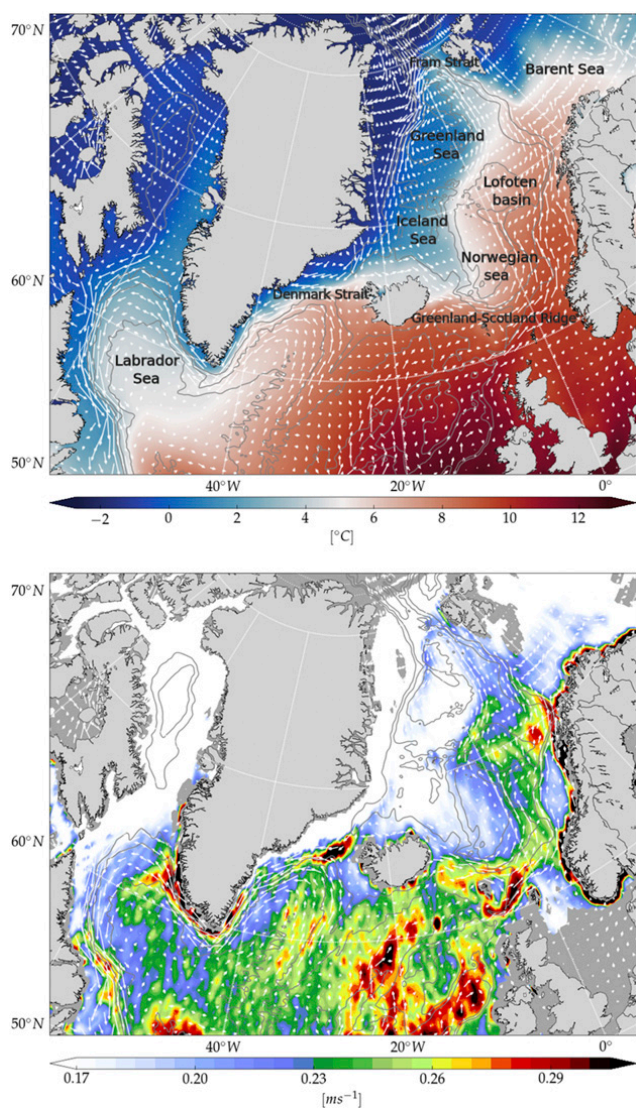 70°N
Fram Strait
Barent Sea
Greenland
Sea
Lofoten
basin
Iceland
Sea
60°N
Norwegian
sea
Denmark Strait
Greenland-Scotland Ridge
Labrador
Sea
50°N
40°W
20°W
0°
−2
0
2
4
6
8
10
12
[°C]
70°N
60°N
50°N
40°W
20°W
0°
0.17
0.20
0.23
0.26
0.29
[ms⁻¹]